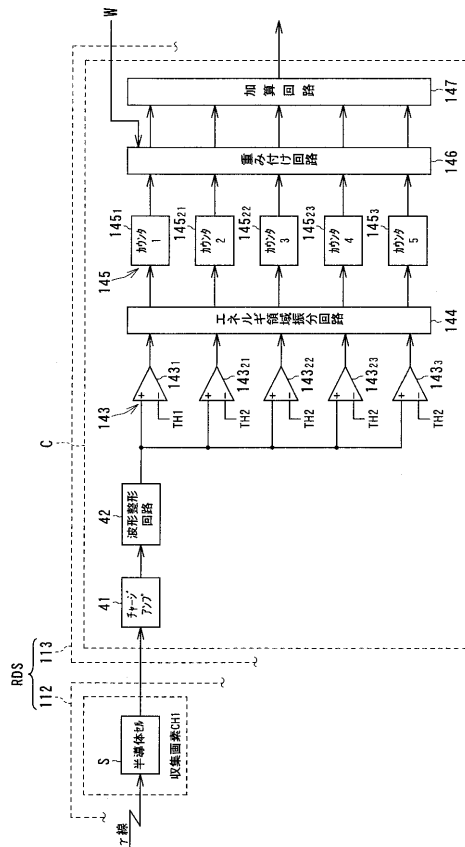 RDS
112
113
C
γ線
S
半導体セル
収集画素CH1
41
チャージ
アンプ
42
波形整形
回路
143
143₁
143₂₁
143₂₂
143₂₃
143₃
TH1
TH2
TH2
TH2
TH2
+
−
+
−
+
−
+
−
+
−
エネルギ領域振分回路
144
145
145₁
カウンタ
1
145₂₁
カウンタ
2
145₂₂
カウンタ
3
145₂₃
カウンタ
4
145₃
カウンタ
5
W
重み付け回路
146
加算回路
147